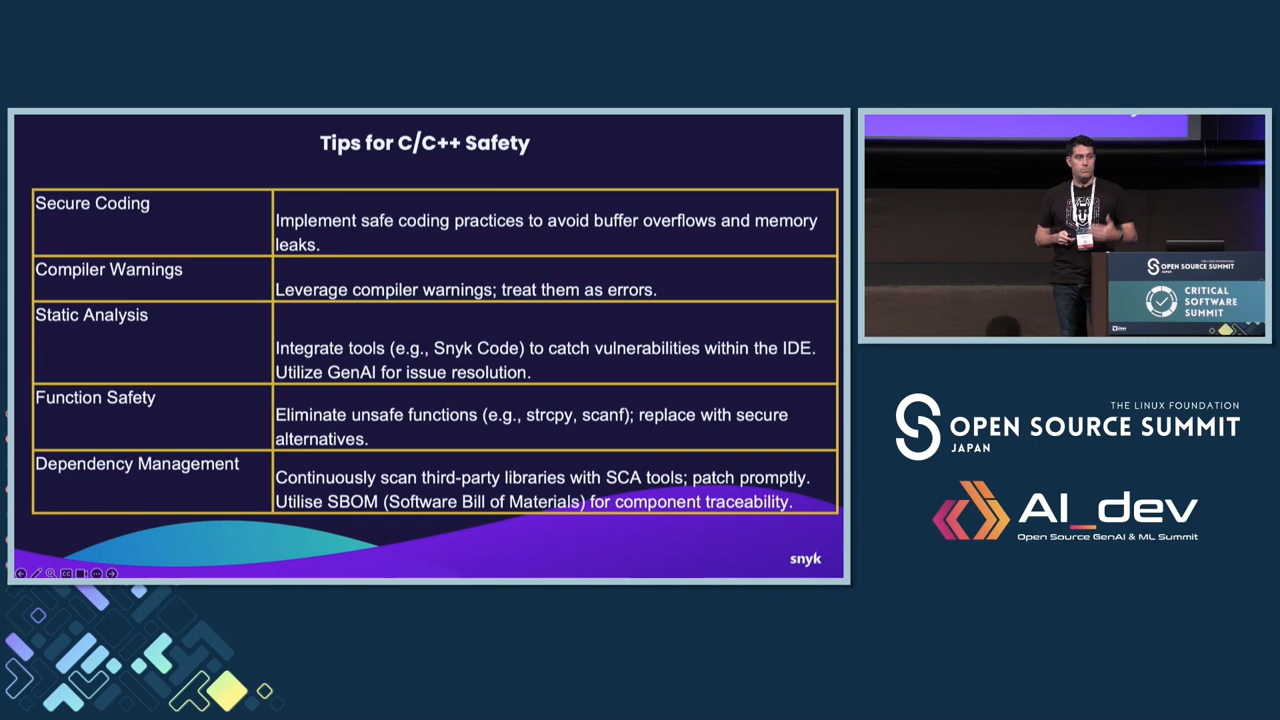 Tips for C/C++ Safety
Secure Coding
Implement safe coding practices to avoid buffer overflows and memory
leaks.
Compiler Warnings
Leverage compiler warnings; treat them as errors.
Static Analysis
Integrate tools (e.g., Snyk Code) to catch vulnerabilities within the IDE.
Utilize GenAI for issue resolution.
Function Safety
Eliminate unsafe functions (e.g., strcpy, scanf); replace with secure
alternatives.
Dependency Management
Continuously scan third-party libraries with SCA tools; patch promptly.
Utilise SBOM (Software Bill of Materials) for component traceability.
snyk
THE LINUX FOUNDATION
OPEN SOURCE SUMMIT
JAPAN
CRITICAL
SOFTWARE
SUMMIT
THE LINUX FOUNDATION
OPEN SOURCE SUMMIT
JAPAN
AI_dev
Open Source GenAI & ML Summit